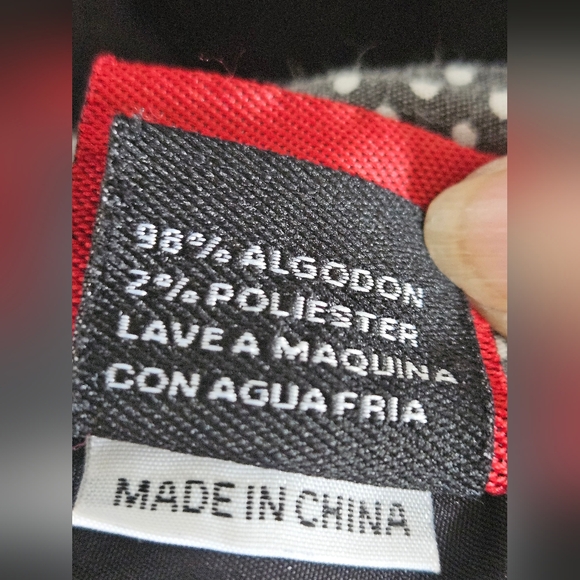 98% ALGODON
2% POLIESTER
LAVE A MAQUINA
CON AGUA FRIA
MADE IN CHINA